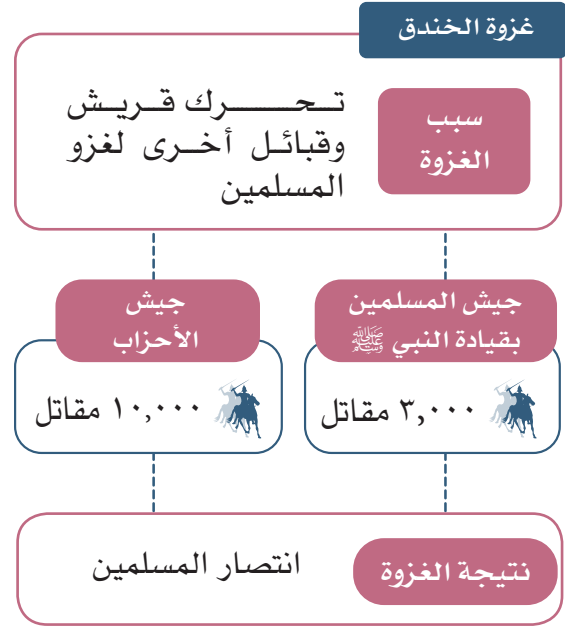 غزوة الخندق
سبب
الغزوة
تحرك قريش
وقبائل أخرى لغزو
المسلمين
جيش المسلمين
بقيادة النبي ﷺ
٣,٠٠٠ مقاتل
جيش
الأحزاب
١٠,٠٠٠ مقاتل
نتيجة الغزوة
انتصار المسلمين